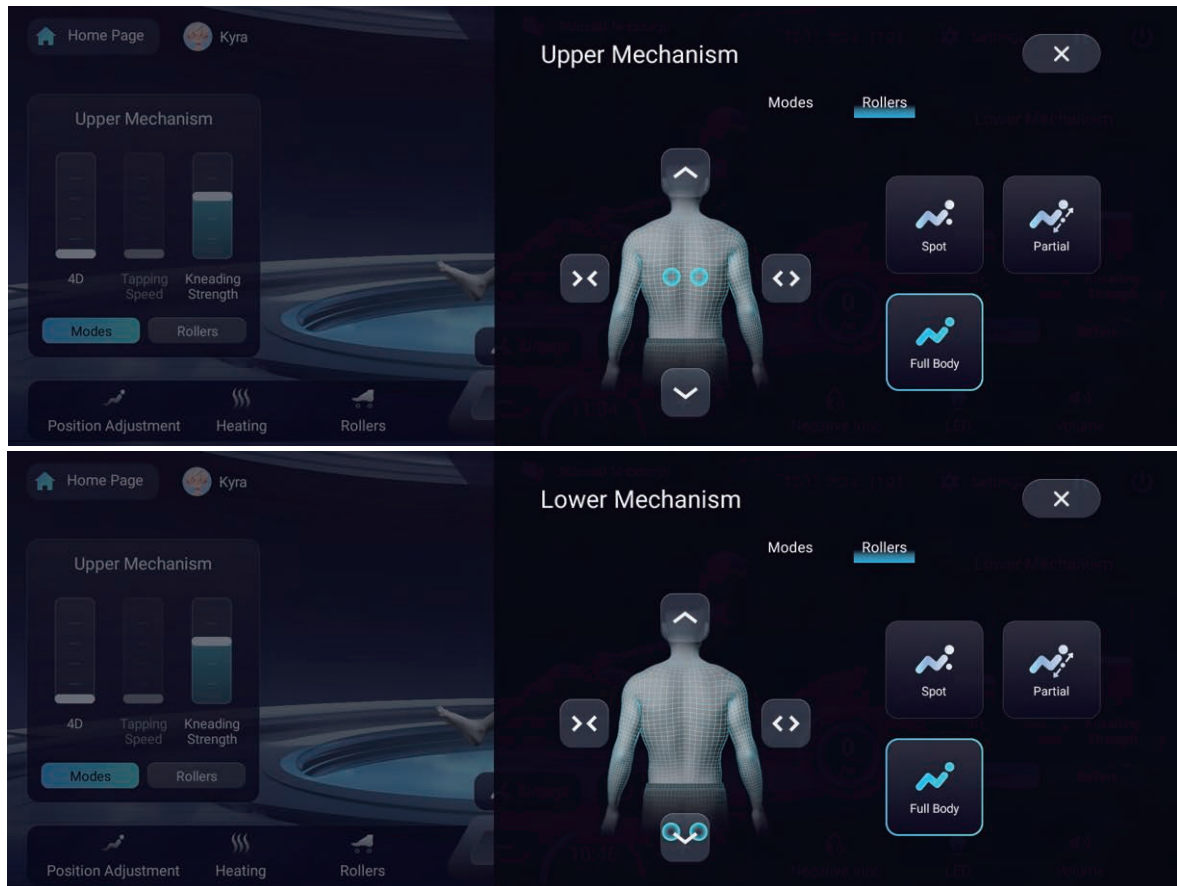 Home Page
Kyra
Upper Mechanism
Upper Mechanism
Modes
Rollers
4D
Tapping
Speed
Kneading
Strength
Modes
Rollers
Spot
Partial
Full Body
Position Adjustment
Heating
Rollers
Home Page
Kyra
Lower Mechanism
Upper Mechanism
Modes
Rollers
4D
Tapping
Speed
Kneading
Strength
Modes
Rollers
Spot
Partial
Full Body
Position Adjustment
Heating
Rollers